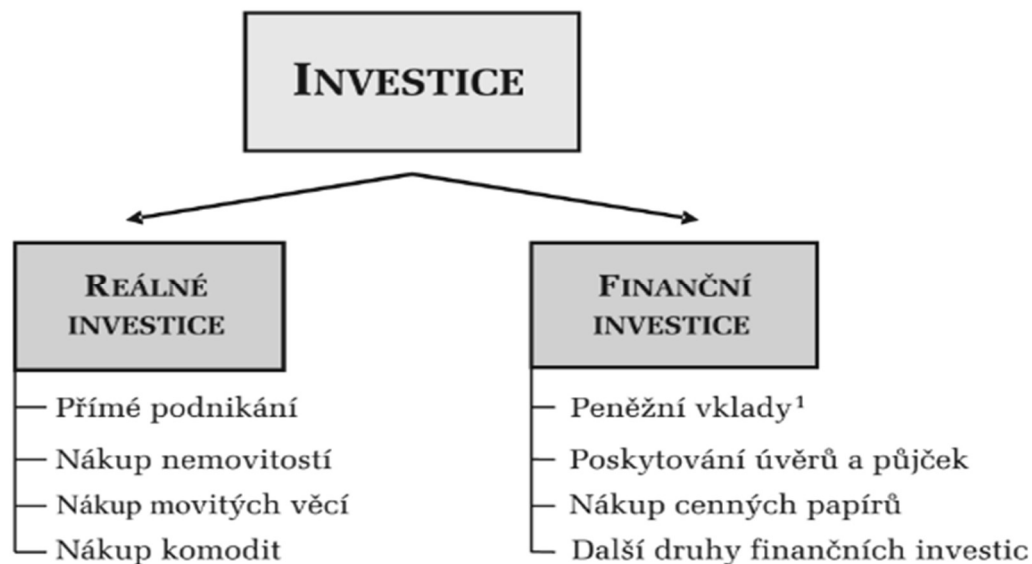 INVESTICE
REÁLNÉ
INVESTICE
Přímé podnikání
Nákup nemovitostí
Nákup movitých věcí
Nákup komodit
FINANČNÍ
INVESTICE
Peněžní vklady¹
Poskytování úvěrů a půjček
Nákup cenných papírů
Další druhy finančních investic